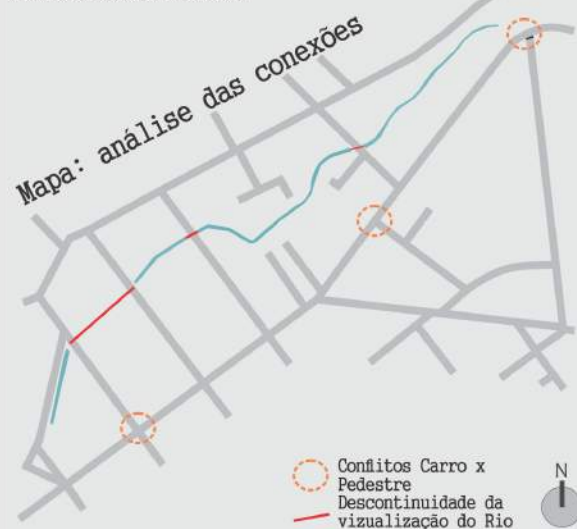 Mapa: análise das conexões
Conflitos Carro x
Pedestre
Descontinuidade da
vizualização do Rio
N